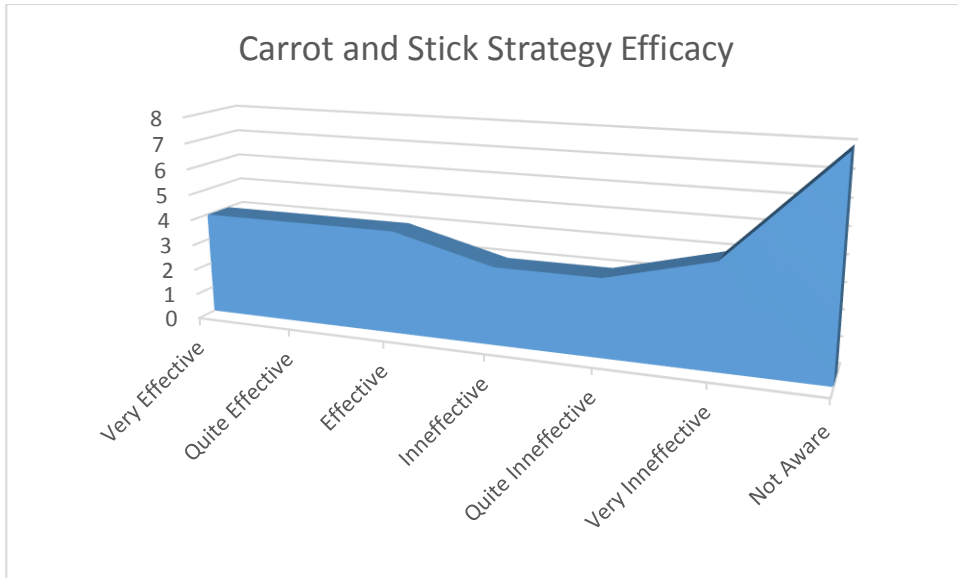 Carrot and Stick Strategy Efficacy
8
7
6
5
4
3
2
1
0
Very Effective
Quite Effective
Effective
Inneffective
Quite Inneffective
Very Inneffective
Not Aware